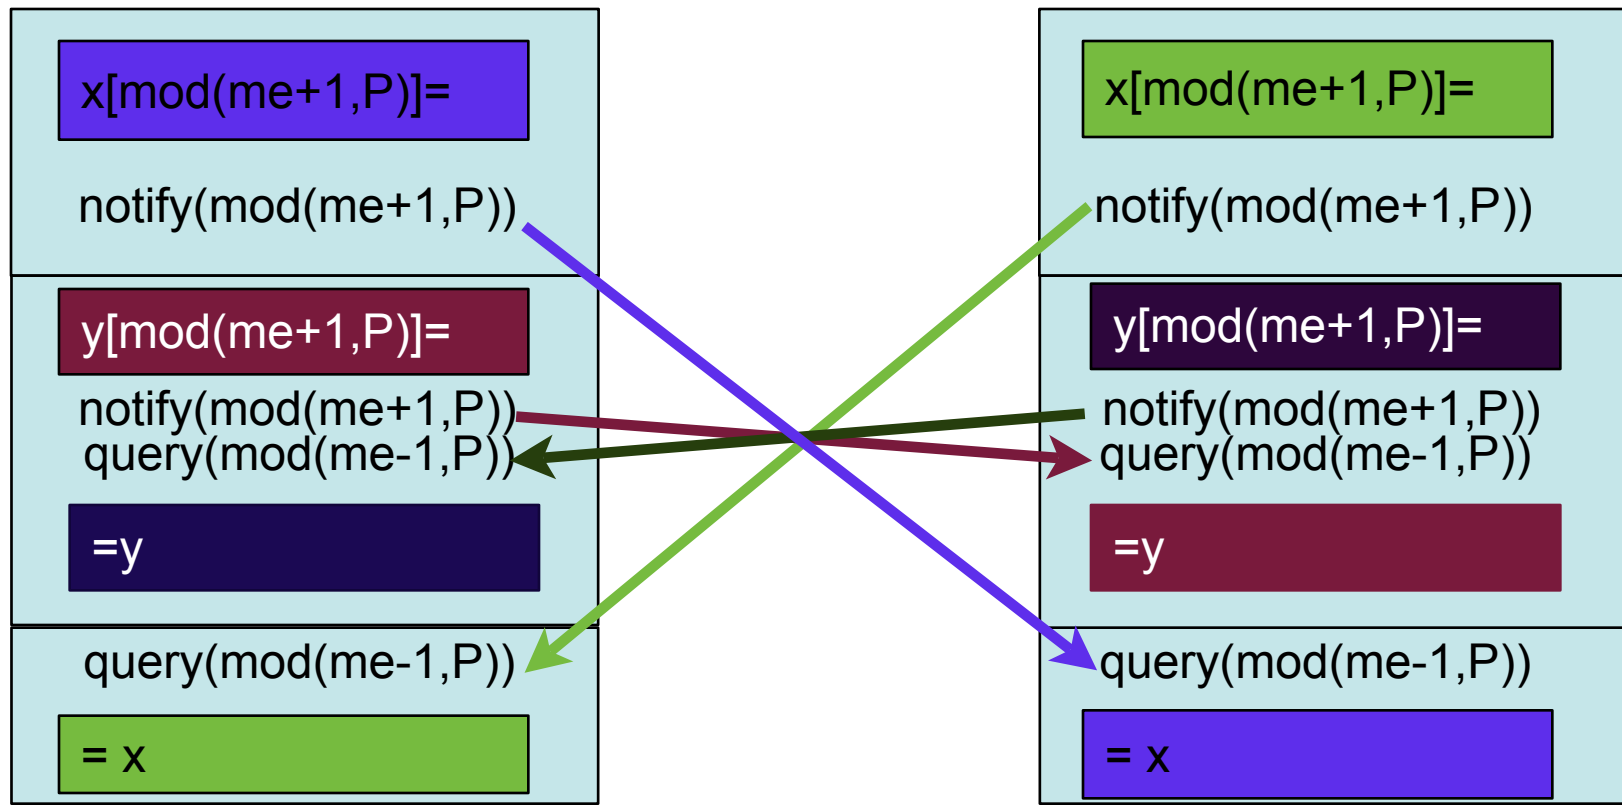 x[mod(me+1,P)]=
notify(mod(me+1,P))
y[mod(me+1,P)]=
notify(mod(me+1,P))
query(mod(me-1,P))
=y
query(mod(me-1,P))
= x
x[mod(me+1,P)]=
notify(mod(me+1,P))
y[mod(me+1,P)]=
notify(mod(me+1,P))
query(mod(me-1,P))
=y
query(mod(me-1,P))
= x